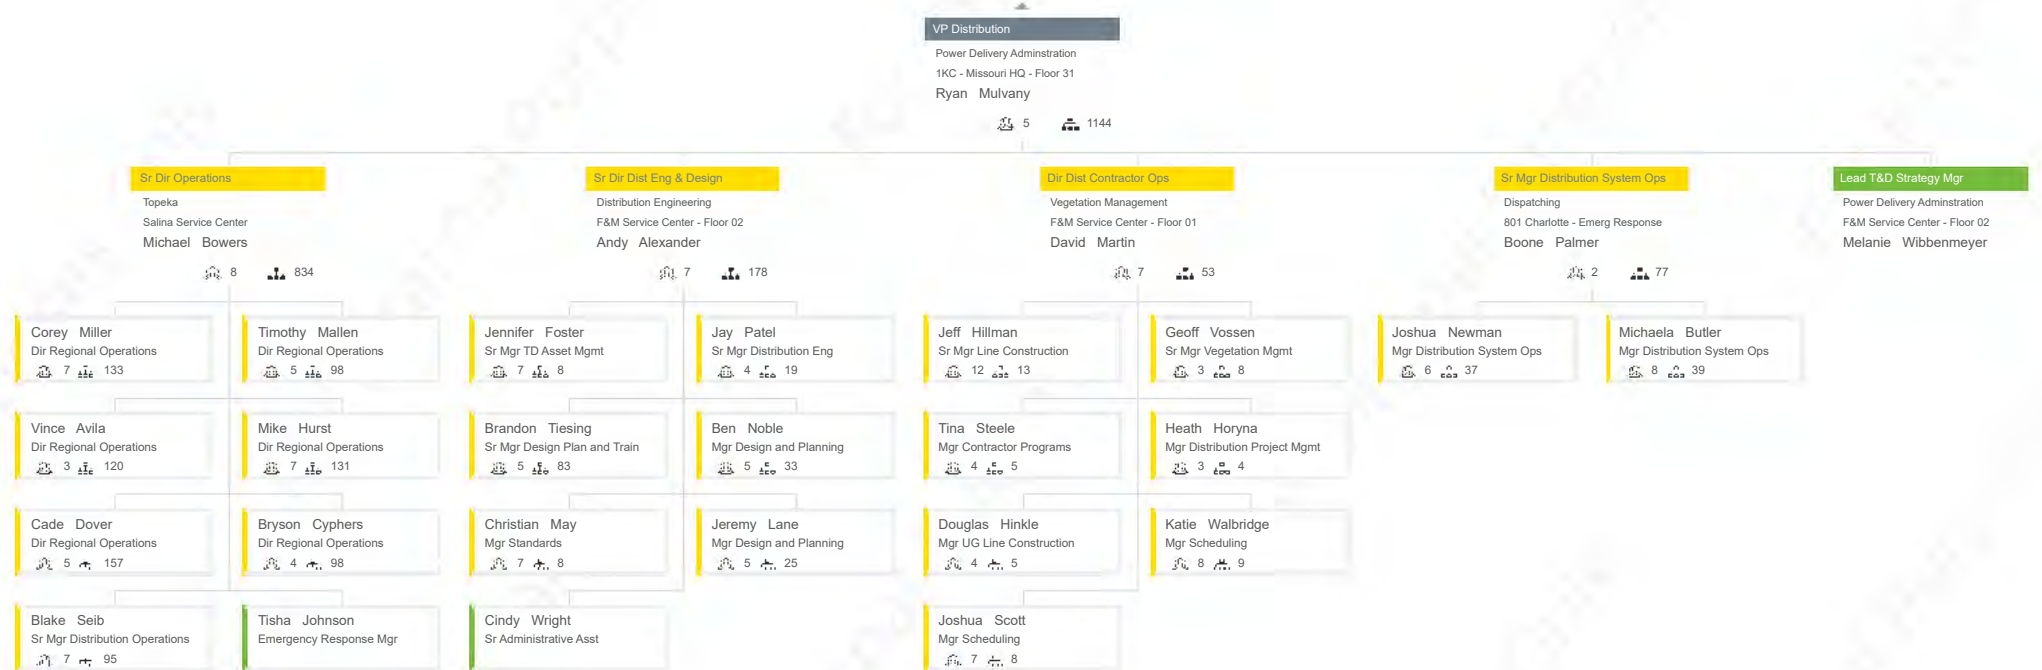 VP Distribution
Power Delivery Adminstration
1KC - Missouri HQ - Floor 31
Ryan Mulvany
5 1144
Sr Dir Operations
Topeka
Salina Service Center
Michael Bowers
8 834
Sr Dir Dist Eng & Design
Distribution Engineering
F&M Service Center - Floor 02
Andy Alexander
7 178
Dir Dist Contractor Ops
Vegetation Management
F&M Service Center - Floor 01
David Martin
7 53
Sr Mgr Distribution System Ops
Dispatching
801 Charlotte - Emerg Response
Boone Palmer
2 77
Lead T&D Strategy Mgr
Power Delivery Adminstration
F&M Service Center - Floor 02
Melanie Wibbenmeyer
Corey Miller
Dir Regional Operations
7 133
Timothy Mallen
Dir Regional Operations
5 98
Jennifer Foster
Sr Mgr TD Asset Mgmt
7 8
Jay Patel
Sr Mgr Distribution Eng
4 19
Jeff Hillman
Sr Mgr Line Construction
12 13
Geoff Vossen
Sr Mgr Vegetation Mgmt
3 8
Joshua Newman
Mgr Distribution System Ops
6 37
Michaela Butler
Mgr Distribution System Ops
8 39
Vince Avila
Dir Regional Operations
3 120
Mike Hurst
Dir Regional Operations
7 131
Brandon Tiesing
Sr Mgr Design Plan and Train
5 83
Ben Noble
Mgr Design and Planning
5 33
Tina Steele
Mgr Contractor Programs
4 5
Heath Horyna
Mgr Distribution Project Mgmt
3 4
Cade Dover
Dir Regional Operations
5 157
Bryson Cyphers
Dir Regional Operations
4 98
Christian May
Mgr Standards
7 8
Jeremy Lane
Mgr Design and Planning
5 25
Douglas Hinkle
Mgr UG Line Construction
4 5
Katie Walbridge
Mgr Scheduling
8 9
Blake Seib
Sr Mgr Distribution Operations
7 95
Tisha Johnson
Emergency Response Mgr
Cindy Wright
Sr Administrative Asst
Joshua Scott
Mgr Scheduling
7 8